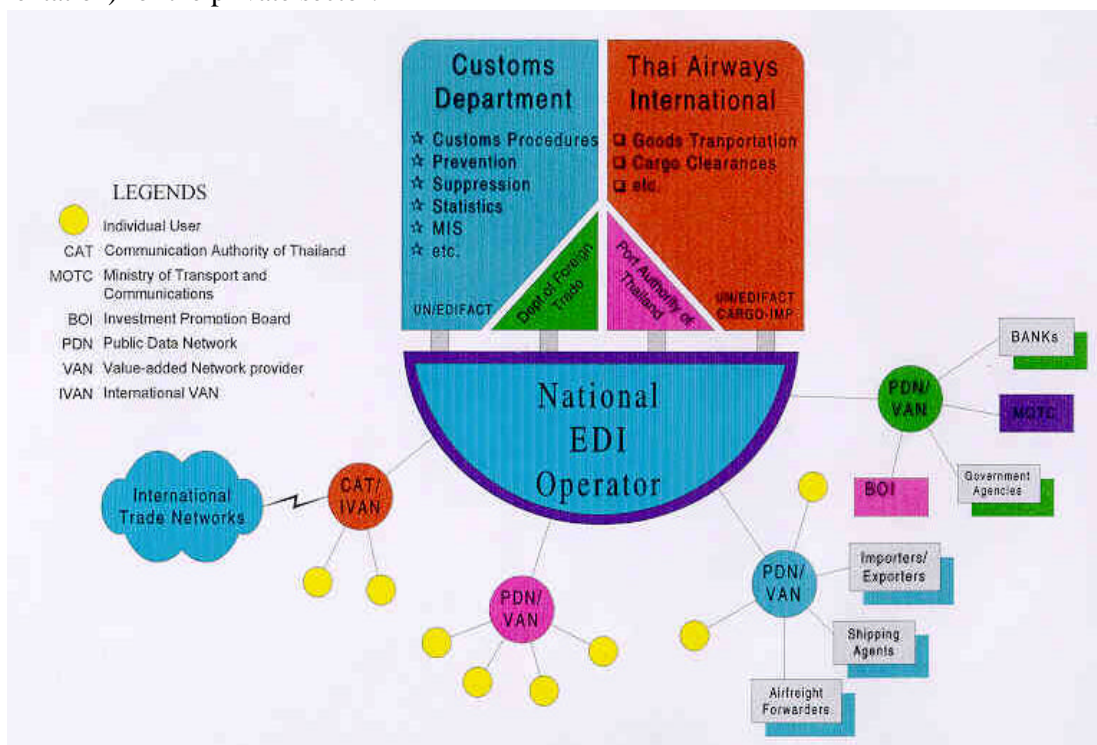 Customs
Department
☆ Customs Procedures
☆ Prevention
☆ Suppression
☆ Statistics
☆ MIS
☆ etc.
UN/EDIFACT
Thai Airways
International
❑ Goods Tranportation
❑ Cargo Clearances
❑ etc.
UN/EDIFACT
CARGO-IMP
Dept.of Foreign
Trade
Port Authority of
Thailand
LEGENDS
Individual User
CAT Communication Authority of Thailand
MOTC Ministry of Transport and
Communications
BOI Investment Promotion Board
PDN Public Data Network
VAN Value-added Network provider
IVAN International VAN
National
EDI
Operator
International
Trade Networks
CAT/
IVAN
PDN/
VAN
PDN/
VAN
Importers/
Exporters
Shipping
Agents
Airfreight
Forwarders
PDN/
VAN
BANKs
MOTC
Government
Agencies
BOI